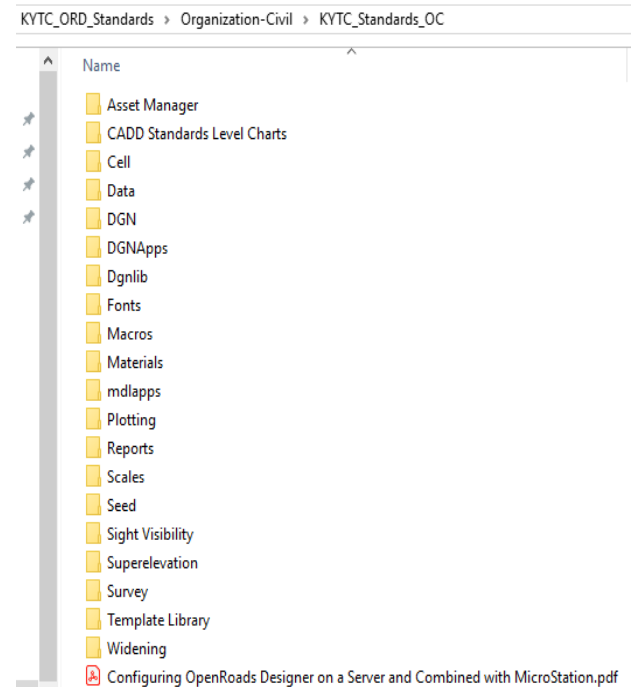 KYTC_ORD_Standards > Organization-Civil > KYTC_Standards_OC
Name
Asset Manager
CADD Standards Level Charts
Cell
Data
DGN
DGNApps
Dgnlib
Fonts
Macros
Materials
mdlapps
Plotting
Reports
Scales
Seed
Sight Visibility
Superelevation
Survey
Template Library
Widening
Configuring OpenRoads Designer on a Server and Combined with MicroStation.pdf